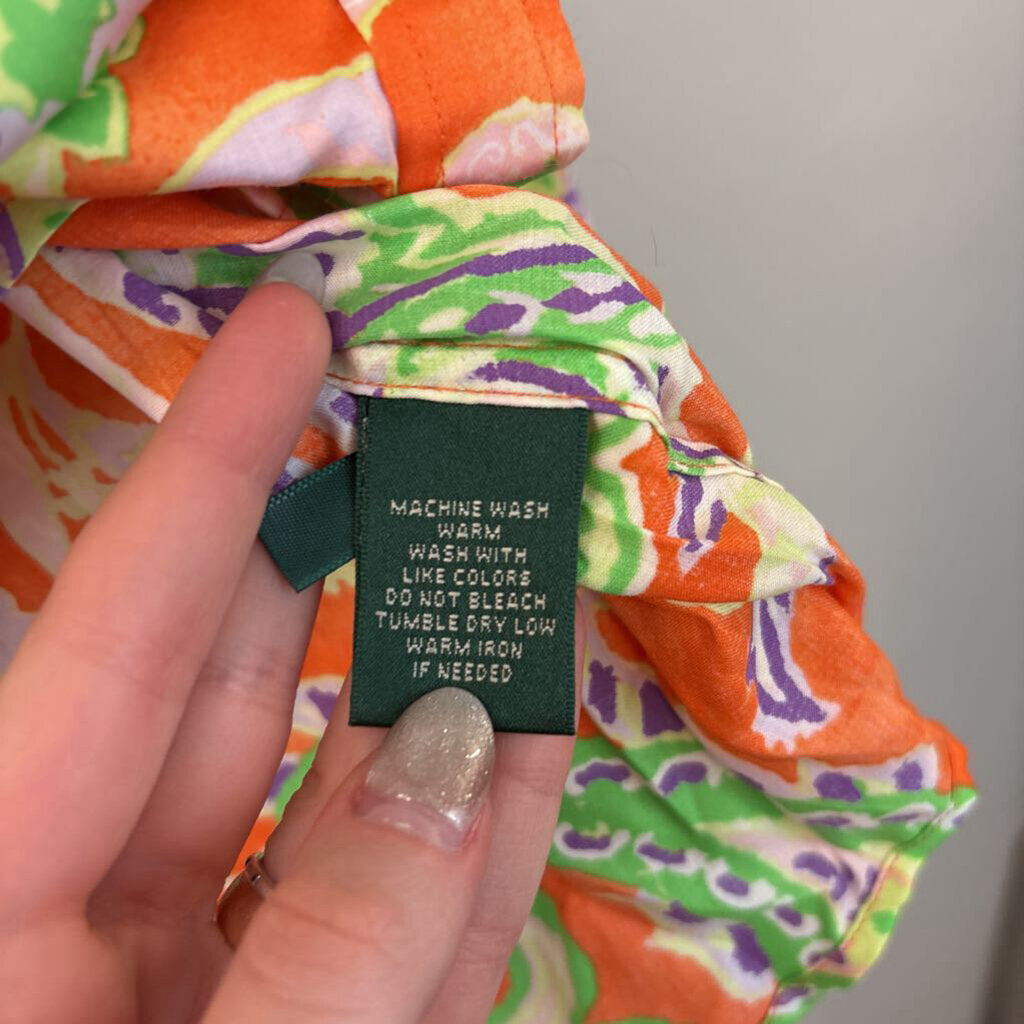 MACHINE WASH
WARM
WASH WITH
LIKE COLORS
DO NOT BLEACH
TUMBLE DRY LOW
WARM IRON
IF NEEDED